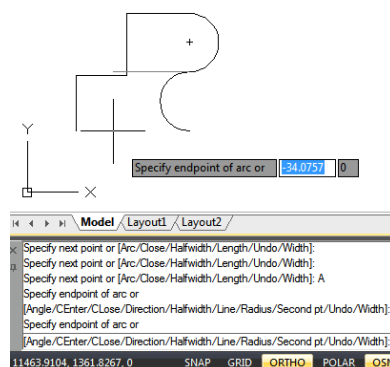 Y
X
Specify endpoint of arc or -34.0757 0
Model Layout1 Layout2
Specify next point or [Arc/Close/Halfwidth/Length/Undo/Width]:
Specify next point or [Arc/Close/Halfwidth/Length/Undo/Width]:
Specify next point or [Arc/Close/Halfwidth/Length/Undo/Width]: A
Specify endpoint of arc or
[Angle/CEnter/CLose/Direction/Halfwidth/Line/Radius/Second pt/Undo/Width]:
Specify endpoint of arc or
[Angle/CEnter/CLose/Direction/Halfwidth/Line/Radius/Second pt/Undo/Width]:
11463.9104, 1361.8267, 0 SNAP GRID ORTHO POLAR OSN